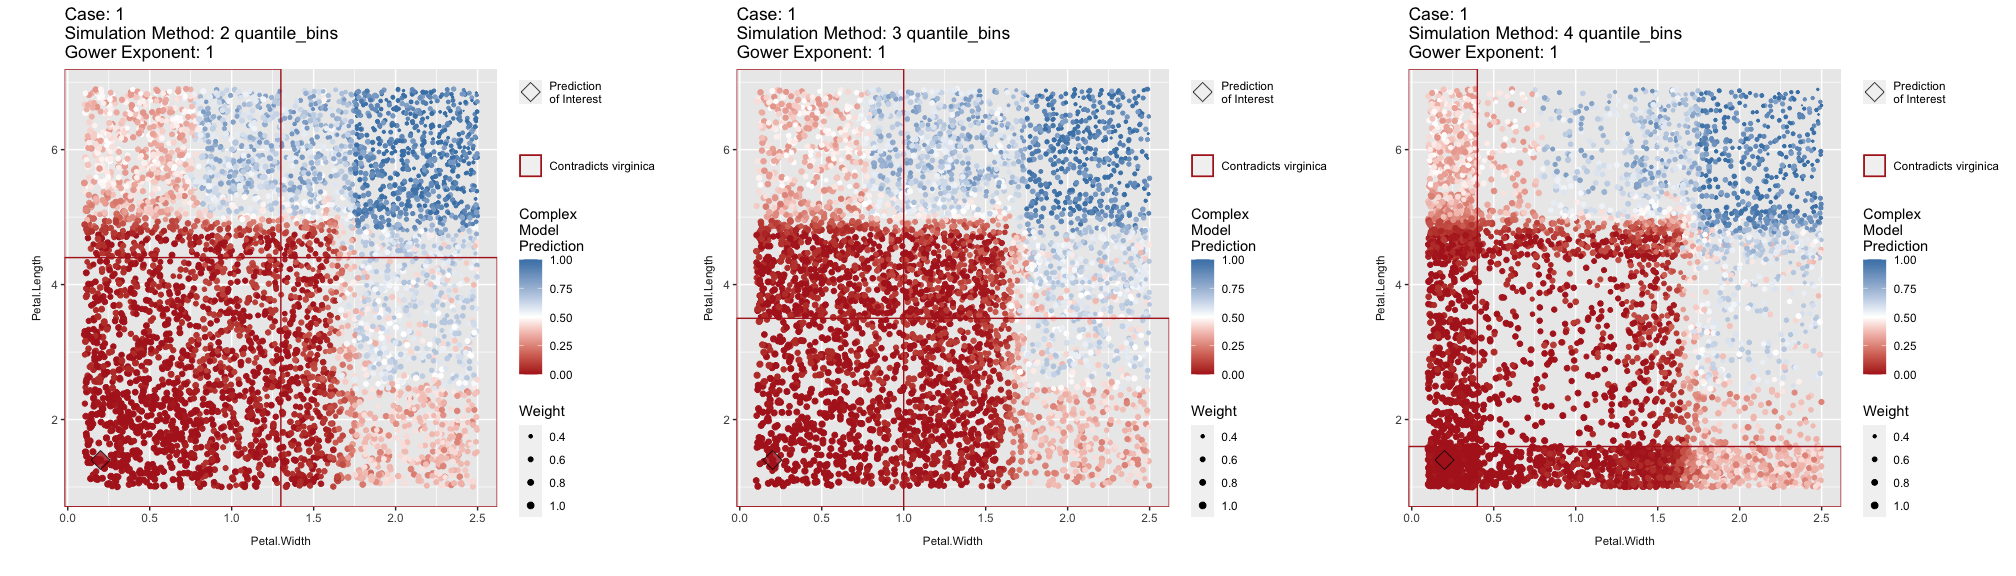 Case: 1
Simulation Method: 2 quantile_bins
Gower Exponent: 1
Petal.Length
6
4
2
0.0
0.5
1.0
1.5
2.0
2.5
Petal.Width
Prediction
of Interest
Contradicts virginica
Complex
Model
Prediction
1.00
0.75
0.50
0.25
0.00
Weight
0.4
0.6
0.8
1.0
Case: 1
Simulation Method: 3 quantile_bins
Gower Exponent: 1
Petal.Length
6
4
2
0.0
0.5
1.0
1.5
2.0
2.5
Petal.Width
Prediction
of Interest
Contradicts virginica
Complex
Model
Prediction
1.00
0.75
0.50
0.25
0.00
Weight
0.4
0.6
0.8
1.0
Case: 1
Simulation Method: 4 quantile_bins
Gower Exponent: 1
Petal.Length
6
4
2
0.0
0.5
1.0
1.5
2.0
2.5
Petal.Width
Prediction
of Interest
Contradicts virginica
Complex
Model
Prediction
1.00
0.75
0.50
0.25
0.00
Weight
0.4
0.6
0.8
1.0